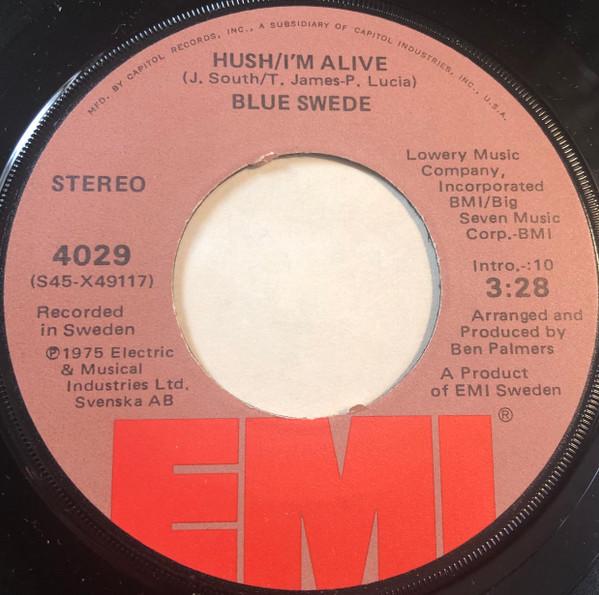 MFD. BY CAPITOL RECORDS, INC., A SUBSIDIARY OF CAPITOL INDUSTRIES, INC., U.S.A.
HUSH/I'M ALIVE
(J. South/T. James-P. Lucia)
BLUE SWEDE
STEREO
4029
(S45-X49117)
Recorded
in Sweden
℗1975 Electric
& Musical
Industries Ltd.
Svenska AB
Lowery Music
Company,
Incorporated
BMI/Big
Seven Music
Corp.-BMI
Intro.-:10
3:28
Arranged and
Produced by
Ben Palmers
A Product
of EMI Sweden
EMI®